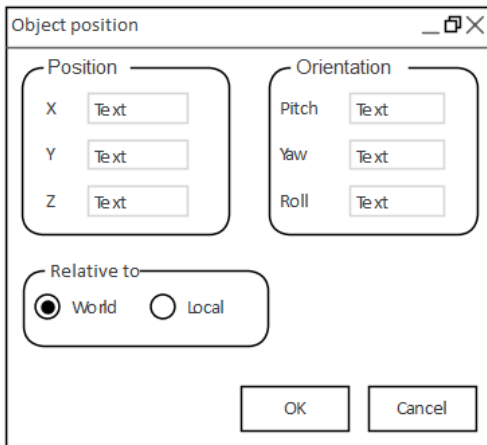 Object position
Position
Orientation
X Text
Pitch Text
Y Text
Yaw Text
Z Text
Roll Text
Relative to
World
Local
OK
Cancel